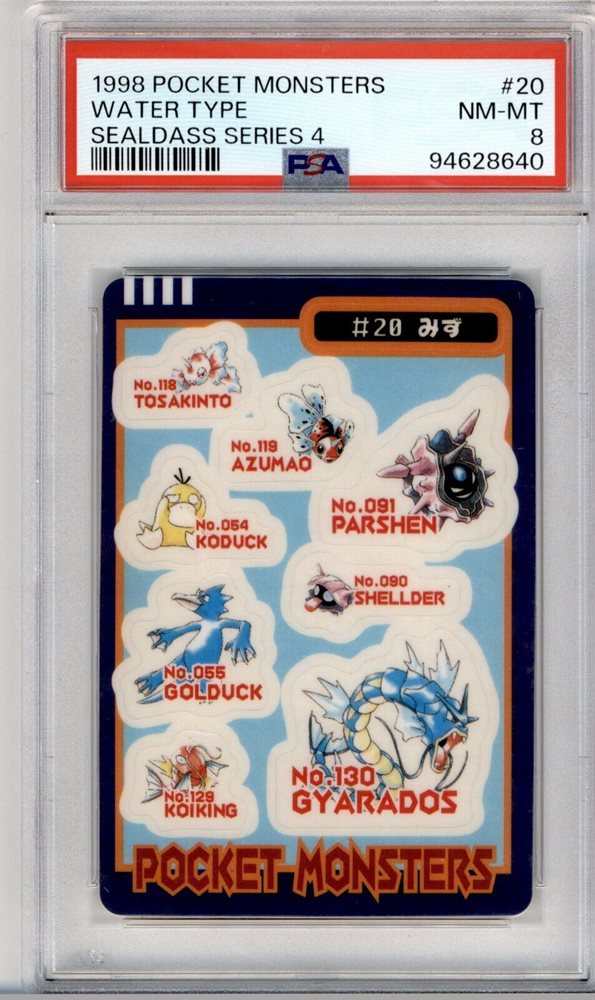 1998 POCKET MONSTERS #20
WATER TYPE NM-MT
SEALDASS SERIES 4 8
PSA 94628640
#20 みず
No.118
TOSAKINTO
No.119
AZUMAO
No.091
PARSHEN
No.054
KODUCK
No.090
SHELLDER
No.055
GOLDUCK
No.130
GYARADOS
No.129
KOIKING
POCKET MONSTERS